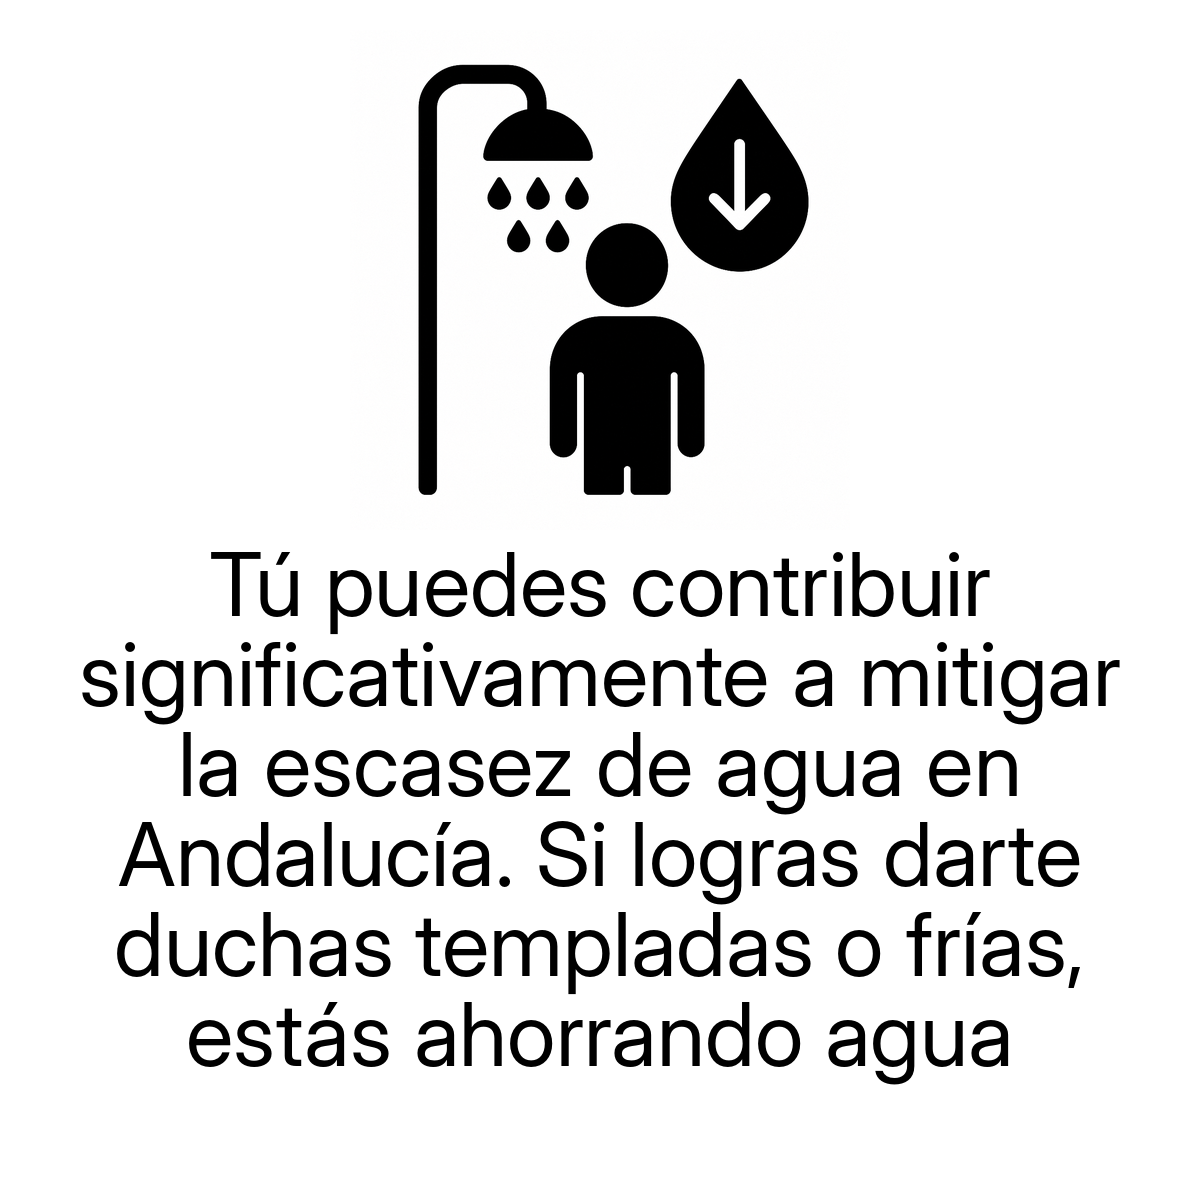 Tú puedes contribuir
significativamente a mitigar
la escasez de agua en
Andalucía. Si logras darte
duchas templadas o frías,
estás ahorrando agua